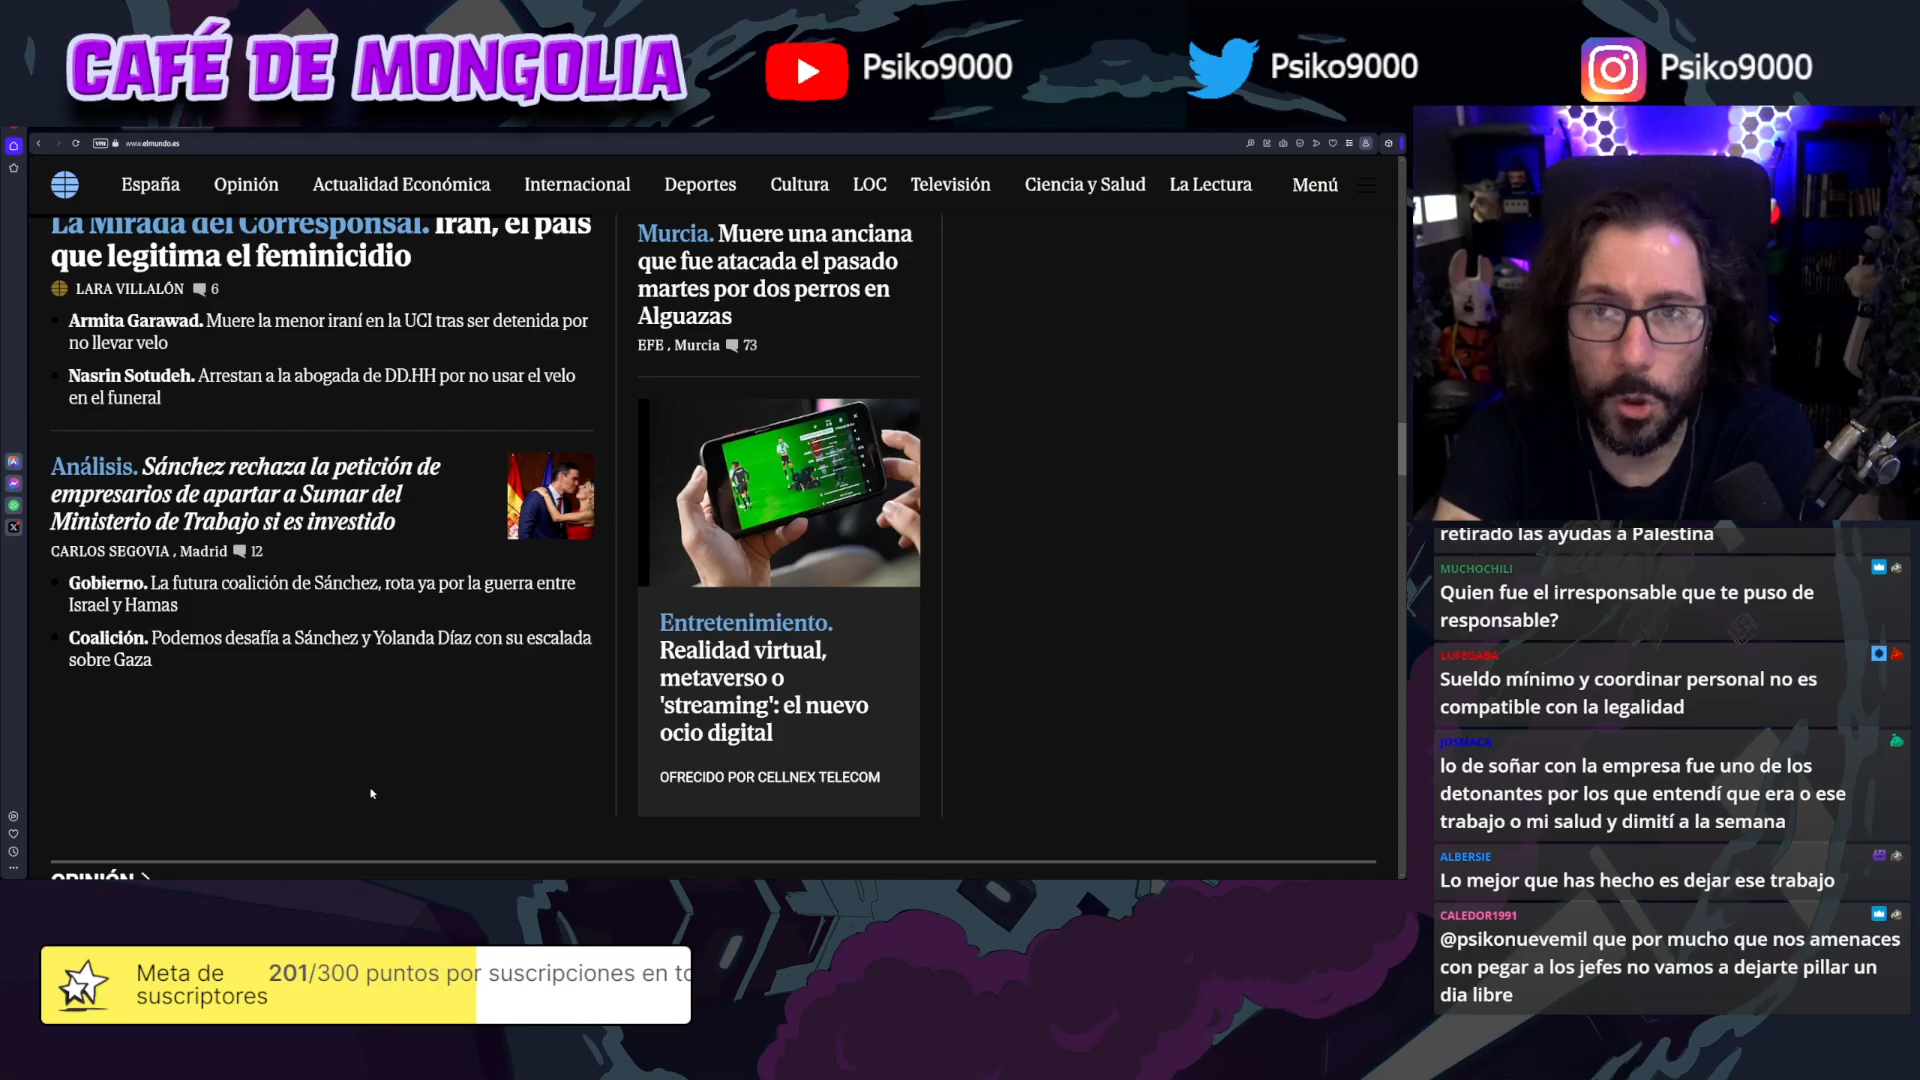 CAFÉ DE MONGOLIA
Psiko9000
Psiko9000
Psiko9000
VPN
www.elmundo.es
España
Opinión
Actualidad Económica
Internacional
Deportes
Cultura
LOC
Televisión
Ciencia y Salud
La Lectura
Menú
La Mirada del Corresponsal. Irán, el país
que legitima el feminicidio
LARA VILLALÓN 6
Armita Garawad. Muere la menor iraní en la UCI tras ser detenida por
no llevar velo
Nasrin Sotudeh. Arrestan a la abogada de DD.HH por no usar el velo
en el funeral
Análisis. Sánchez rechaza la petición de
empresarios de apartar a Sumar del
Ministerio de Trabajo si es investido
CARLOS SEGOVIA , Madrid 12
Gobierno. La futura coalición de Sánchez, rota ya por la guerra entre
Israel y Hamas
Coalición. Podemos desafía a Sánchez y Yolanda Díaz con su escalada
sobre Gaza
Murcia. Muere una anciana
que fue atacada el pasado
martes por dos perros en
Alguazas
EFE , Murcia 73
Entretenimiento.
Realidad virtual,
metaverso o
'streaming': el nuevo
ocio digital
OFRECIDO POR CELLNEX TELECOM
OPINIÓN
retirado las ayudas a Palestina
MUCHOCHILI
Quien fue el irresponsable que te puso de
responsable?
LUFEGABA
Sueldo mínimo y coordinar personal no es
compatible con la legalidad
JOSMACA
lo de soñar con la empresa fue uno de los
detonantes por los que entendí que era o ese
trabajo o mi salud y dimití a la semana
ALBERSIE
Lo mejor que has hecho es dejar ese trabajo
CALEDOR1991
@psikonuevemil que por mucho que nos amenaces
con pegar a los jefes no vamos a dejarte pillar un
dia libre
Meta de
suscriptores
201/300 puntos por suscripciones en to